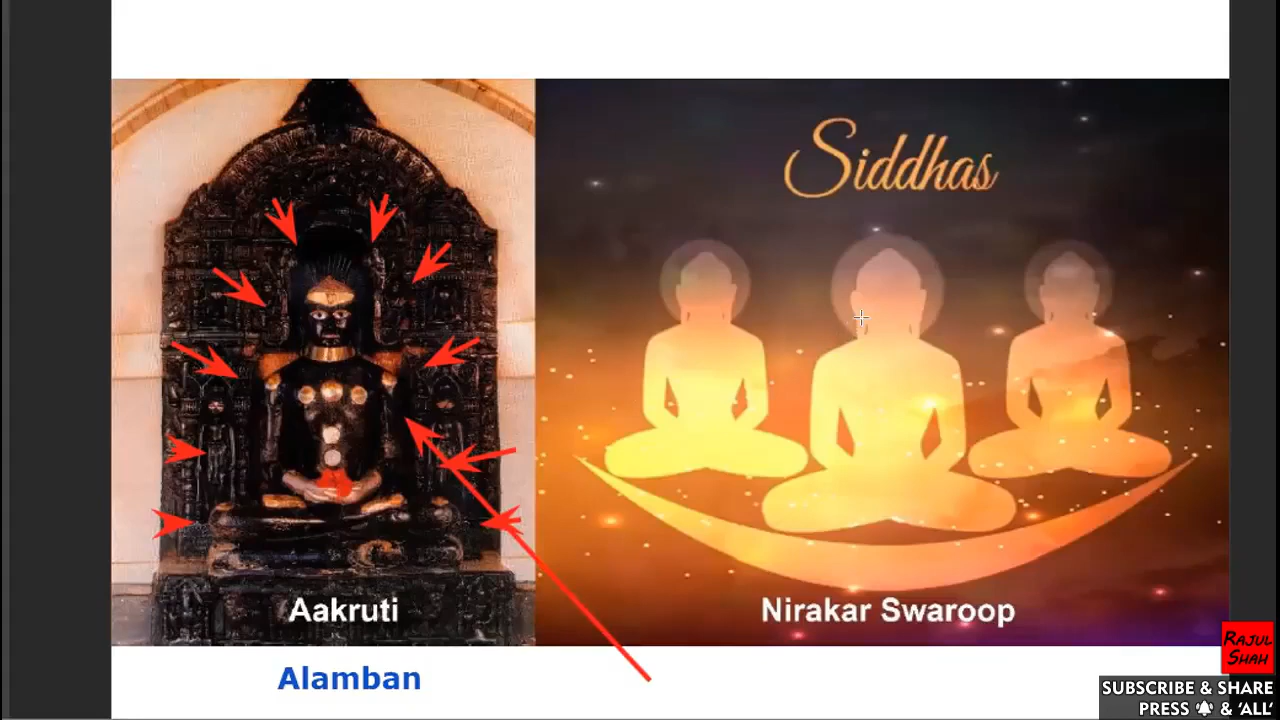 Siddhas
Aakruti
Nirakar Swaroop
Alamban
RAJUL
SHAH
SUBSCRIBE & SHARE
PRESS 🔔 & 'ALL'